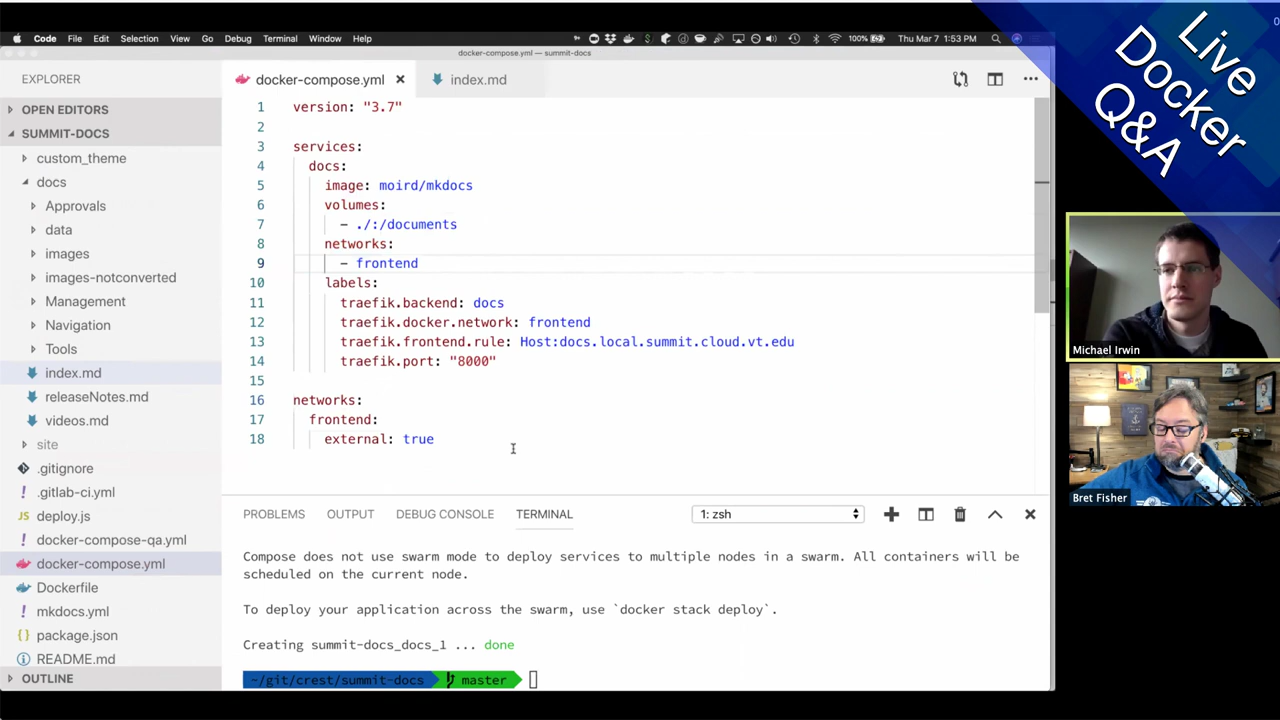 Code File Edit Selection View Go Debug Terminal Window Help 100% Thu Mar 7 1:53 PM
docker-compose.yml — summit-docs
EXPLORER
OPEN EDITORS
SUMMIT-DOCS
custom_theme
docs
Approvals
data
images
images-notconverted
Management
Navigation
Tools
index.md
releaseNotes.md
videos.md
site
.gitignore
.gitlab-ci.yml
deploy.js
docker-compose-qa.yml
docker-compose.yml
Dockerfile
mkdocs.yml
package.json
README.md
OUTLINE
docker-compose.yml index.md
1 version: "3.7"
2
3 services:
4 docs:
5 image: moird/mkdocs
6 volumes:
7 - ./:/documents
8 networks:
9 - frontend
10 labels:
11 traefik.backend: docs
12 traefik.docker.network: frontend
13 traefik.frontend.rule: Host:docs.local.summit.cloud.vt.edu
14 traefik.port: "8000"
15
16 networks:
17 frontend:
18 external: true
PROBLEMS OUTPUT DEBUG CONSOLE TERMINAL 1: zsh
Compose does not use swarm mode to deploy services to multiple nodes in a swarm. All containers will be
scheduled on the current node.
To deploy your application across the swarm, use `docker stack deploy`.
Creating summit-docs_docs_1 ... done
~/git/crest/summit-docs master
Live
Docker
Q&A
Michael Irwin
Bret Fisher